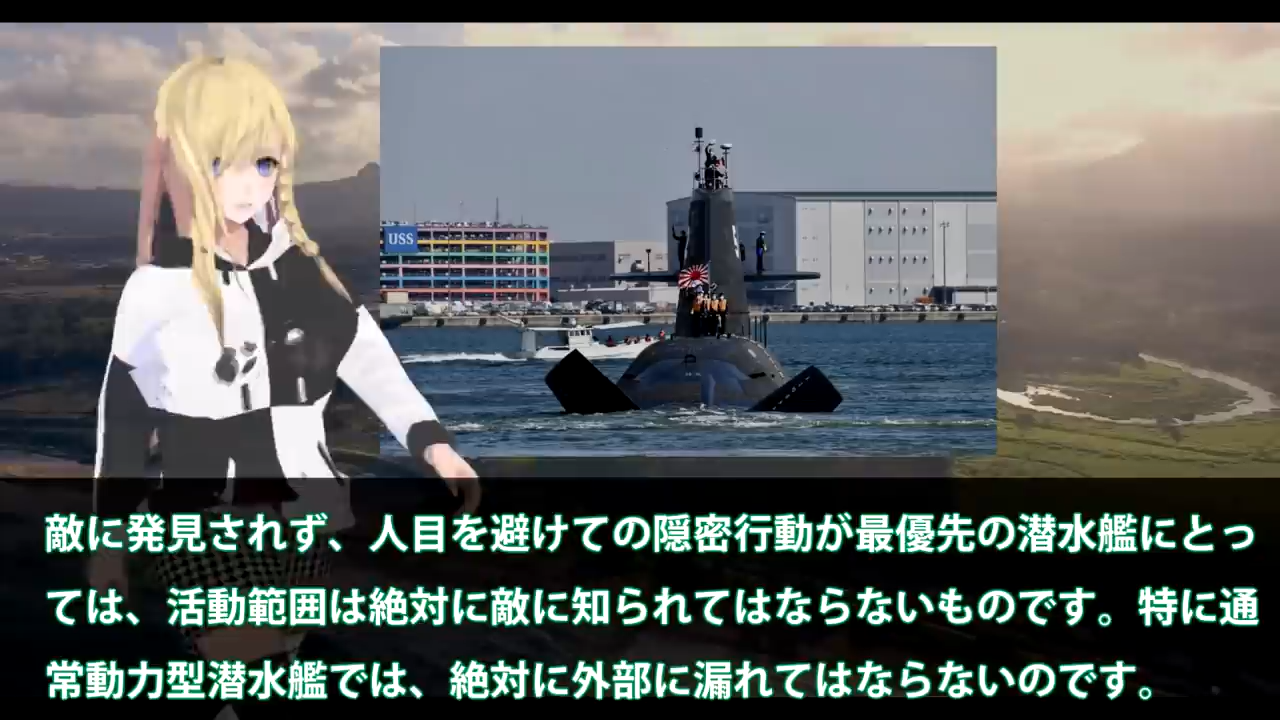 USS
敵に発見されず、人目を避けての隠密行動が最優先の潜水艦にとっ
ては、活動範囲は絶対に敵に知られてはならないものです。特に通
常動力型潜水艦では、絶対に外部に漏れてはならないのです。